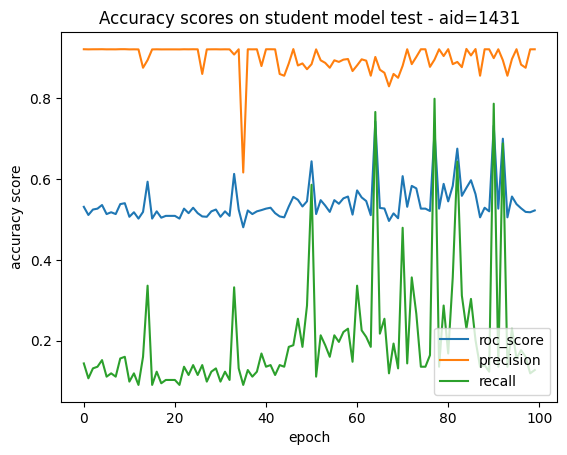 Accuracy scores on student model test - aid=1431
accuracy score
0.8
0.6
0.4
0.2
roc_score
precision
recall
0
20
40
60
80
100
epoch